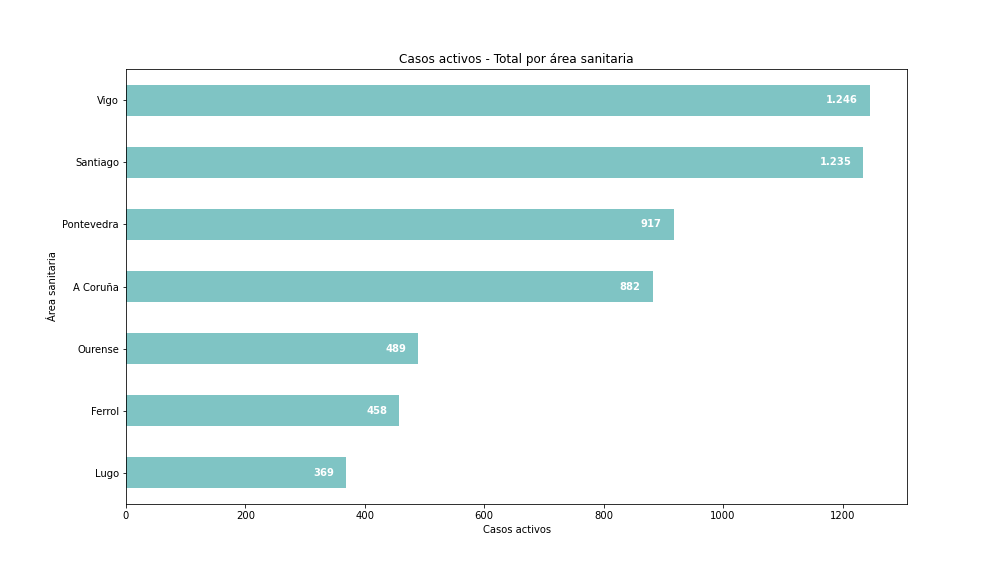 Casos activos - Total por área sanitaria
Área sanitaria
Vigo 1.246
Santiago 1.235
Pontevedra 917
A Coruña 882
Ourense 489
Ferrol 458
Lugo 369
0 200 400 600 800 1000 1200
Casos activos